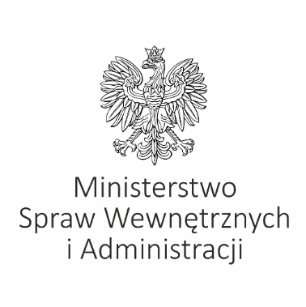 Ministerstwo
Spraw Wewnętrznych
i Administracji